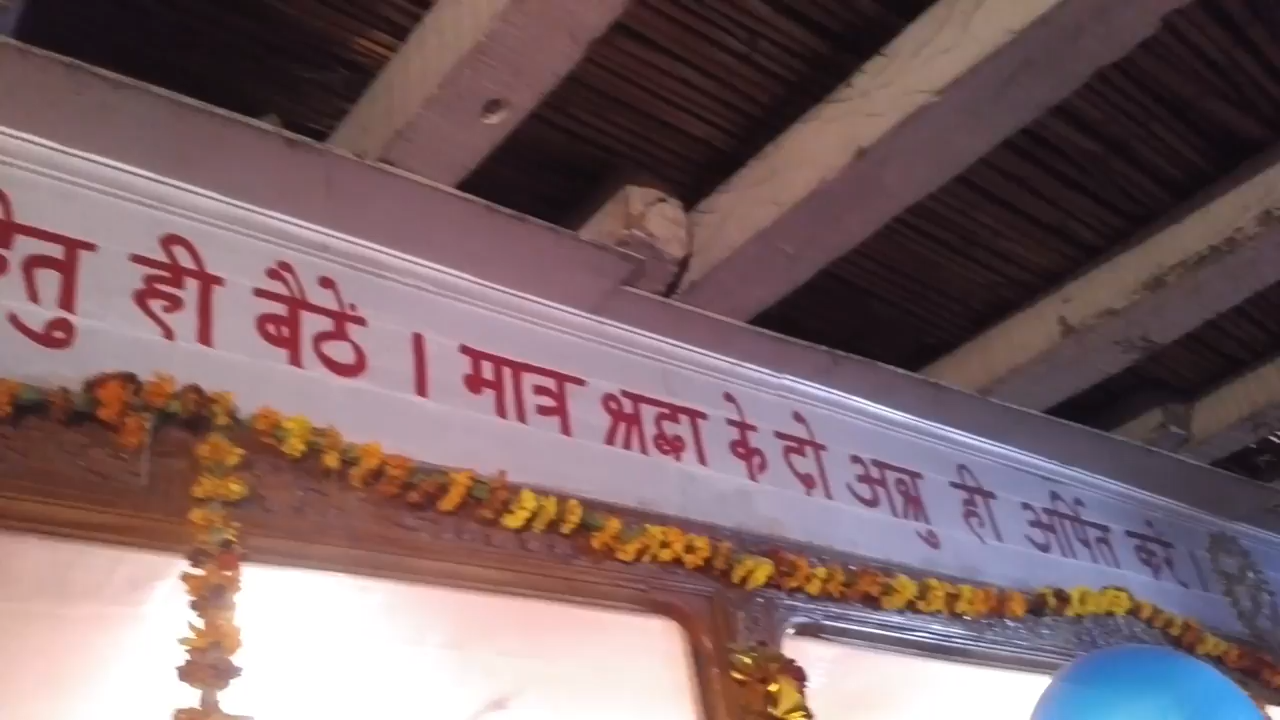 हेतु ही बैठें । मात्र श्रद्धा के दो अश्रु ही अर्पित करें ।